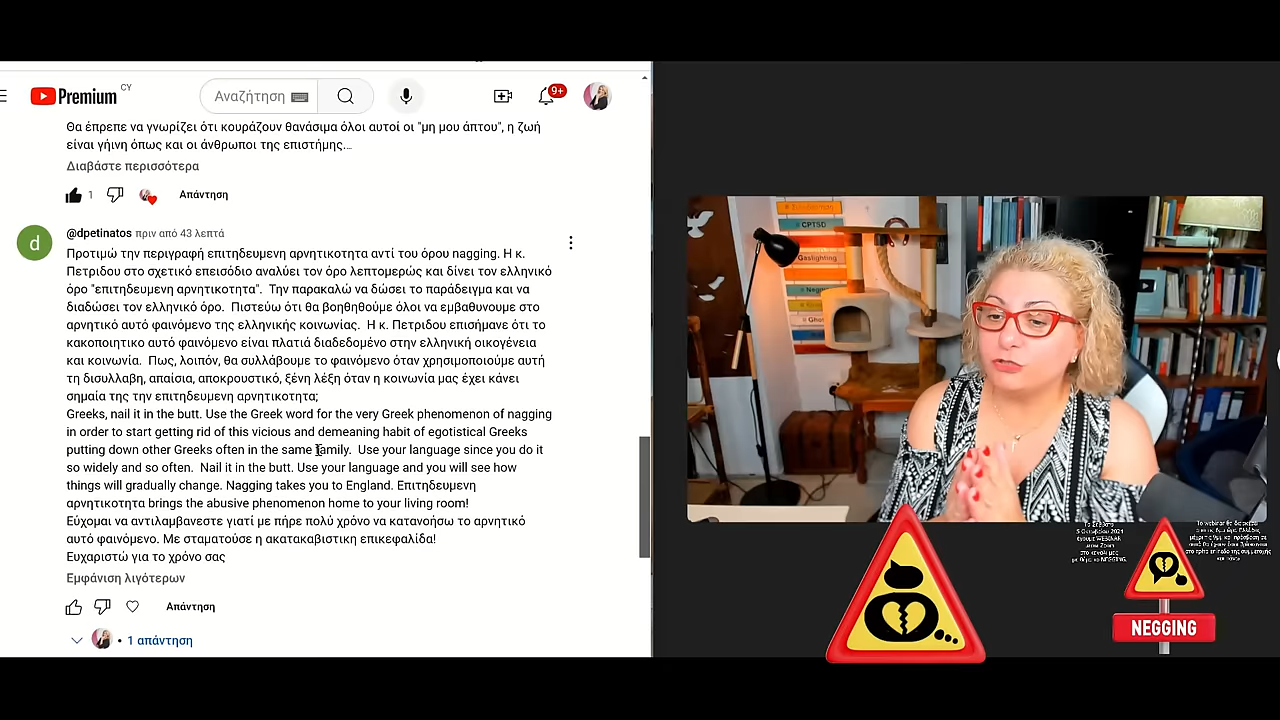 Premium CY
Αναζήτηση
9+
Θα έπρεπε να γνωρίζει ότι κουράζουν θανάσιμα όλοι αυτοί οι "μη μου άπτου", η ζωή
είναι γήινη όπως και οι άνθρωποι της επιστήμης...
Διαβάστε περισσότερα
1
Απάντηση
d
@dpetinatos πριν από 43 λεπτά
Προτιμώ την περιγραφή επιτηδευμενη αρνητικοτητα αντί του όρου nagging. Η κ.
Πετριδου στο σχετικό επεισόδιο αναλύει τον όρο λεπτομερώς και δίνει τον ελληνικό
όρο "επιτηδευμενη αρνητικοτητα". Την παρακαλώ να δώσει το παράδειγμα και να
διαδώσει τον ελληνικό όρο. Πιστεύω ότι θα βοηθηθούμε όλοι να εμβαθυνουμε στο
αρνητικό αυτό φαινόμενο της ελληνικής κοινωνίας. Η κ. Πετριδου επισήμανε ότι το
κακοποιητικο αυτό φαινόμενο είναι πλατιά διαδεδομένο στην ελληνική οικογένεια
και κοινωνία. Πως, λοιπόν, θα συλλάβουμε το φαινόμενο όταν χρησιμοποιούμε αυτή
τη δισυλλαβη, απαίσια, αποκρουστικό, ξένη λέξη όταν η κοινωνία μας έχει κάνει
σημαία της την επιτηδευμενη αρνητικοτητα;
Greeks, nail it in the butt. Use the Greek word for the very Greek phenomenon of nagging
in order to start getting rid of this vicious and demeaning habit of egotistical Greeks
putting down other Greeks often in the same family. Use your language since you do it
so widely and so often. Nail it in the butt. Use your language and you will see how
things will gradually change. Nagging takes you to England. Επιτηδευμενη
αρνητικοτητα brings the abusive phenomenon home to your living room!
Εύχομαι να αντιλαμβανεστε γιατί με πήρε πολύ χρόνο να κατανοήσω το αρνητικό
αυτό φαινόμενο. Με σταματούσε η ακατακαβιστικη επικεφαλίδα!
Ευχαριστώ για το χρόνο σας
Εμφάνιση λιγότερων
Απάντηση
• 1 απάντηση
CPTSD
Gaslighting
NEGGING